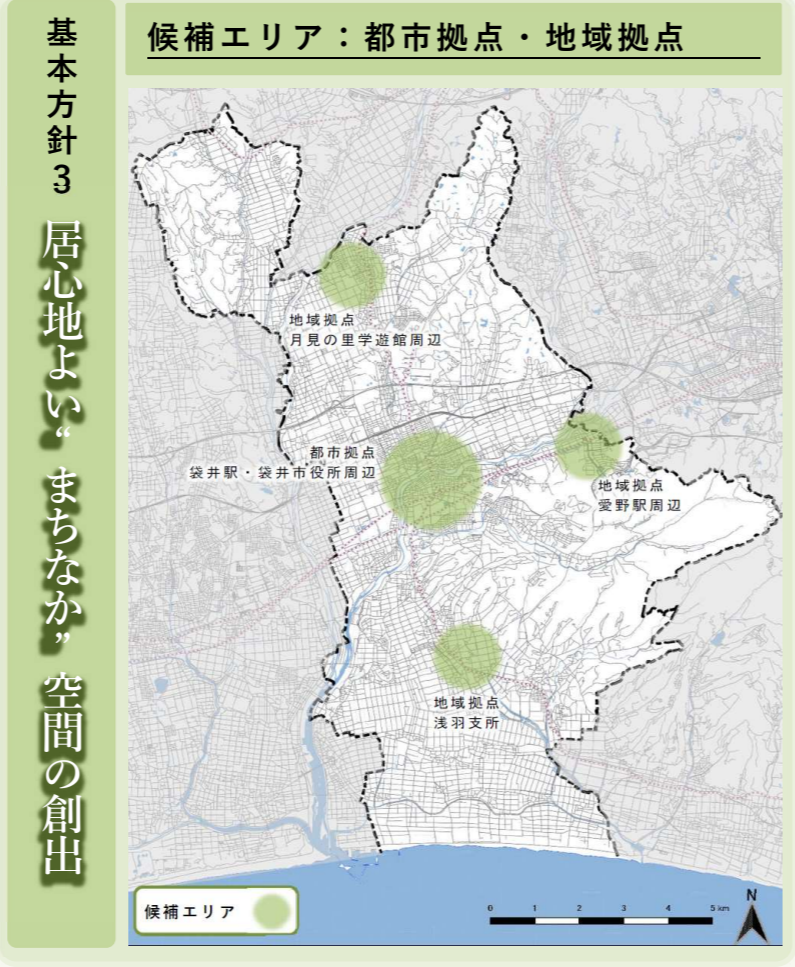 基本方針3 居心地よい“まちなか”空間の創出
候補エリア：都市拠点・地域拠点
地域拠点
月見の里学遊館周辺
都市拠点
袋井駅・袋井市役所周辺
地域拠点
愛野駅周辺
地域拠点
浅羽支所
候補エリア
0 1 2 3 4 5 km
N